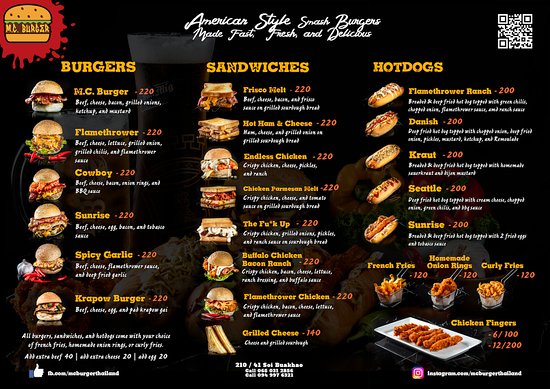 M.C. BURGER
American Style Smash Burgers
Made Fast, Fresh, and Delicious
BURGERS
M.C. Burger - 220
Beef, cheese, bacon, grilled onions,
ketchup, and mustard
Flamethrower - 220
Beef, cheese, lettuce, grilled onion,
grilled chilis, and flamethrower
sauce
Cowboy - 220
Beef, cheese, bacon, onion rings, and
BBQ sauce
Sunrise - 220
Beef, cheese, egg, bacon, and tobasco
sauce
Spicy Garlic - 220
Beef, cheese, flamethrower sauce,
and deep fried garlic
Krapow Burger - 220
Beef, cheese, egg, and pad krapow gai
All burgers, sandwiches, and hotdogs come with your choice
of french fries, homemade onion rings, or curly fries.
Add extra beef 40 | add extra cheese 20 | add egg 20
fb.com/mcburgerthailand
SANDWICHES
Frisco Melt - 220
Beef, cheese, bacon, and frisco
sauce on grilled sourdough bread
Hot Ham & Cheese - 220
Ham, cheese, and grilled onion on
grilled sourdough bread
Endless Chicken - 220
Crispy chicken, cheese, pickles,
and ranch
Chicken Parmesan Melt - 220
Crispy chicken, cheese, and tomato
sauce on grilled sourdough bread
The Fu*k Up - 220
Crispy chicken, grilled onions, pickles,
and ranch sauce on sourdough bread
Buffalo Chicken
Bacon Ranch - 220
Crispy chicken, bacon, cheese, lettuce,
ranch dressing, and buffalo sauce
Flamethrower Chicken - 220
Crispy chicken, bacon, cheese, lettuce,
and flamethrower sauce
Grilled Cheese - 140
Cheese and grilled sourdough
210 / 41 Soi Buakhao
Call 065 031 2856
Call 094 997 6321
HOTDOGS
Flamethrower Ranch - 200
Breaded & beef fried hot dog topped with green chilis,
chopped onion, flamethrower sauce, and ranch sauce
Danish - 200
Deep fried hot dog topped with chopped onion, beef fried
onion, pickles, mustard, ketchup, and Remoulade
Kraut - 200
Breaded & beef fried hot dog topped with homemade
sauerkraut and dijon mustard
Seattle - 200
Deep fried hot dog topped with cream cheese, chopped
onion, green chilis, and bbq sauce
Sunrise - 200
Breaded & beef fried hot dog topped with 2 fried eggs
and tobasco sauce
French Fries
- 120
Homemade
Onion Rings
- 120
Curly Fries
- 120
Chicken Fingers
- 6/100
- 12/200
instagram.com/mcburgerthailand